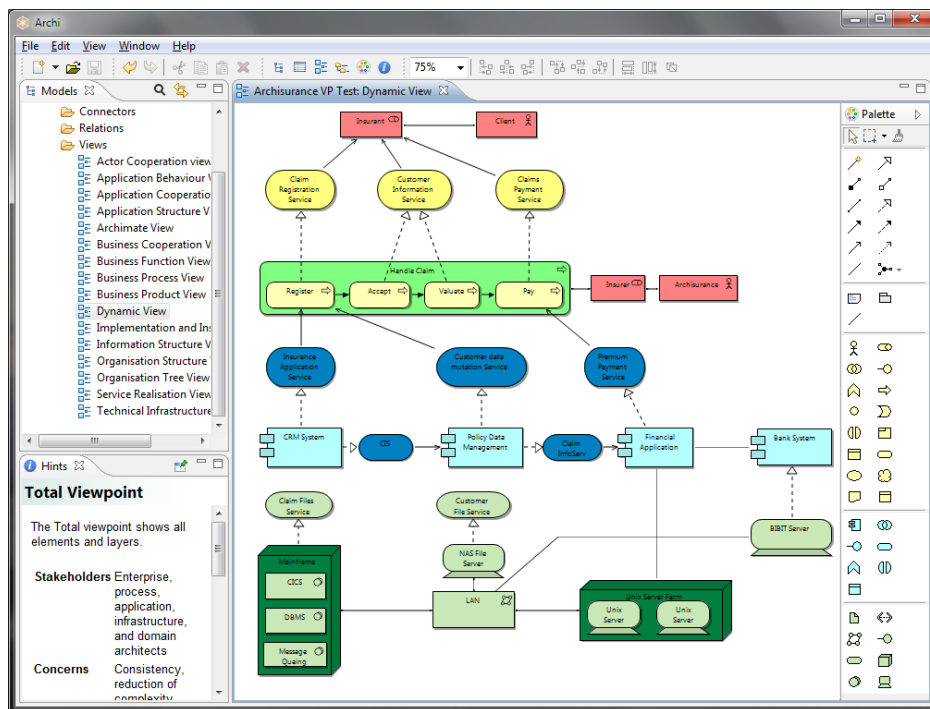 Archi
File Edit View Window Help
75%
Models
Connectors
Relations
Views
Actor Cooperation view
Application Behaviour V
Application Cooperatio
Application Structure V
Archimate View
Business Cooperation V
Business Function View
Business Process View
Business Product View
Dynamic View
Implementation and Ins
Information Structure V
Organisation Structure
Organisation Tree View
Service Realisation View
Technical Infrastructure
Hints
Total Viewpoint
The Total viewpoint shows all
elements and layers.
Stakeholders Enterprise,
process,
application,
infrastructure,
and domain
architects
Concerns Consistency,
reduction of
complexity
Archisurance VP Test: Dynamic View
Insurant
Client
Claim
Registration
Service
Customer
Information
Service
Claims
Payment
Service
Handle Claim
Register
Accept
Valuate
Pay
Insurer
Archisurance
Insurance
Application
Service
Customer data
mutation Service
Premium
Payment
Service
CRM System
CIS
Policy Data
Management
Claim
InfoServ
Financial
Application
Bank System
Claim Files
Service
Customer
File Service
BIBIT Server
Mainframe
CICS
DBMS
Message
Queing
NAS File
Server
LAN
Unix Server Farm
Unix
Server
Unix
Server
Palette